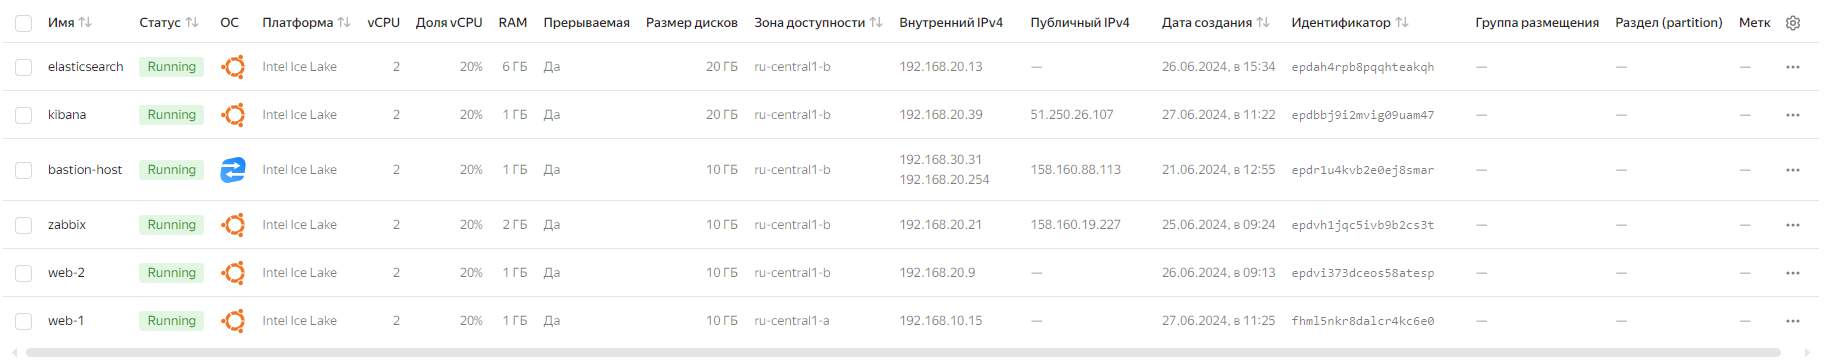 Имя Статус ОС Платформа vCPU Доля vCPU RAM Прерываемая Размер дисков Зона доступности Внутренний IPv4 Публичный IPv4 Дата создания Идентификатор Группа размещения Раздел (partition) Метк
elasticsearch Running Intel Ice Lake 2 20% 6 ГБ Да 20 ГБ ru-central1-b 192.168.20.13 — 26.06.2024, в 15:34 epdah4rpb8pqqhteakqh — — —
kibana Running Intel Ice Lake 2 20% 1 ГБ Да 20 ГБ ru-central1-b 192.168.20.39 51.250.26.107 27.06.2024, в 11:22 epdbbj9i2mvig09uam47 — — —
bastion-host Running Intel Ice Lake 2 20% 1 ГБ Да 10 ГБ ru-central1-b 192.168.30.31 192.168.20.254 158.160.88.113 21.06.2024, в 12:55 epdr1u4kvb2e0ej8smar — — —
zabbix Running Intel Ice Lake 2 20% 2 ГБ Да 10 ГБ ru-central1-b 192.168.20.21 158.160.19.227 25.06.2024, в 09:24 epdvh1jqc5ivb9b2cs3t — — —
web-2 Running Intel Ice Lake 2 20% 1 ГБ Да 10 ГБ ru-central1-b 192.168.20.9 — 26.06.2024, в 09:13 epdvi373dceos58atesp — — —
web-1 Running Intel Ice Lake 2 20% 1 ГБ Да 10 ГБ ru-central1-a 192.168.10.15 — 27.06.2024, в 11:25 fhml5nkr8dalcr4kc6e0 — — —